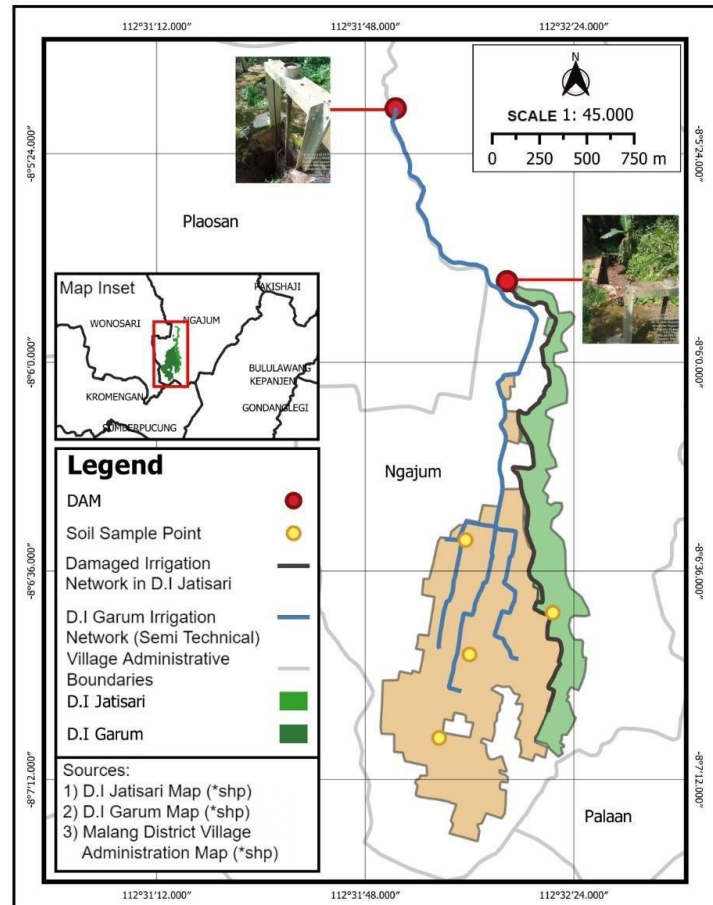 112°31′12.000″ 112°31′48.000″ 112°32′24.000″
N
SCALE 1: 45.000
0 250 500 750 m
-8°5′24.000″ -8°5′24.000″
Plaosan
Map Inset
PAKISHAJI
WONOSARI NGAJUM
BULULAWANG
KEPANJEN
KROMENGAN
GONDANGLEGI
SUMBERPUCUNG
-8°6′0.000″ -8°6′0.000″
Ngajum
Legend
DAM
Soil Sample Point
Damaged Irrigation
Network in D.I Jatisari
D.I Garum Irrigation
Network (Semi Technical)
Village Administrative
Boundaries
D.I Jatisari
D.I Garum
-8°6′36.000″ -8°6′36.000″
Sources:
1) D.I Jatisari Map (*shp)
2) D.I Garum Map (*shp)
3) Malang District Village
Administration Map (*shp)
-8°7′12.000″ -8°7′12.000″
Palaan
112°31′12.000″ 112°31′48.000″ 112°32′24.000″